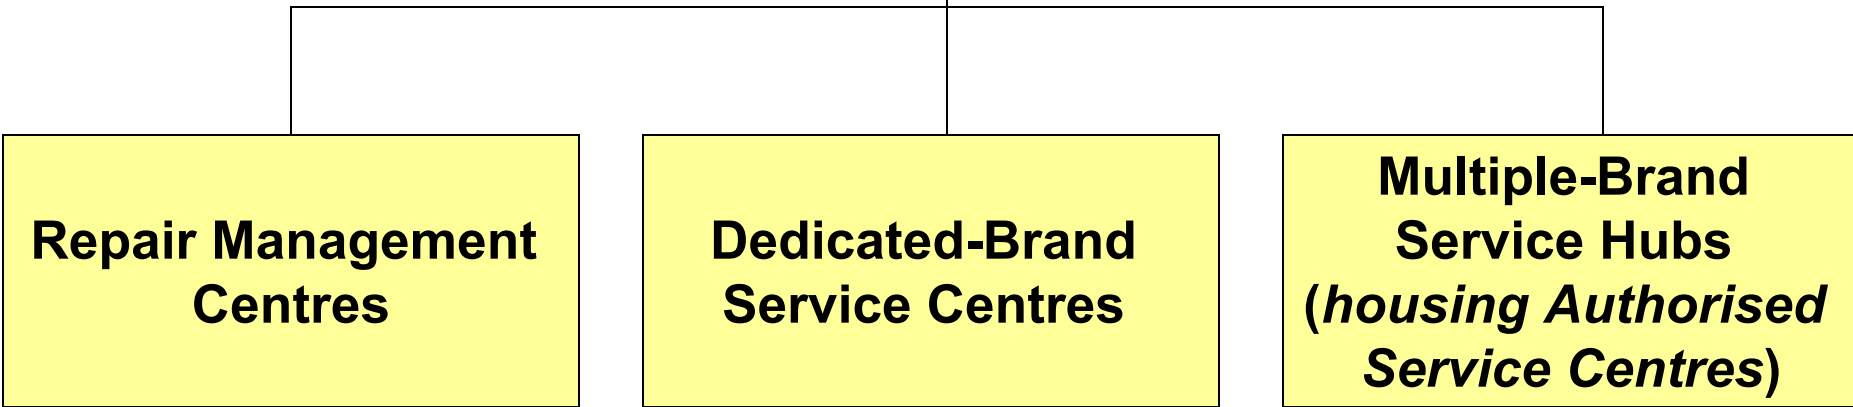 Repair Management
Centres
Dedicated-Brand
Service Centres
Multiple-Brand
Service Hubs
(housing Authorised
Service Centres)